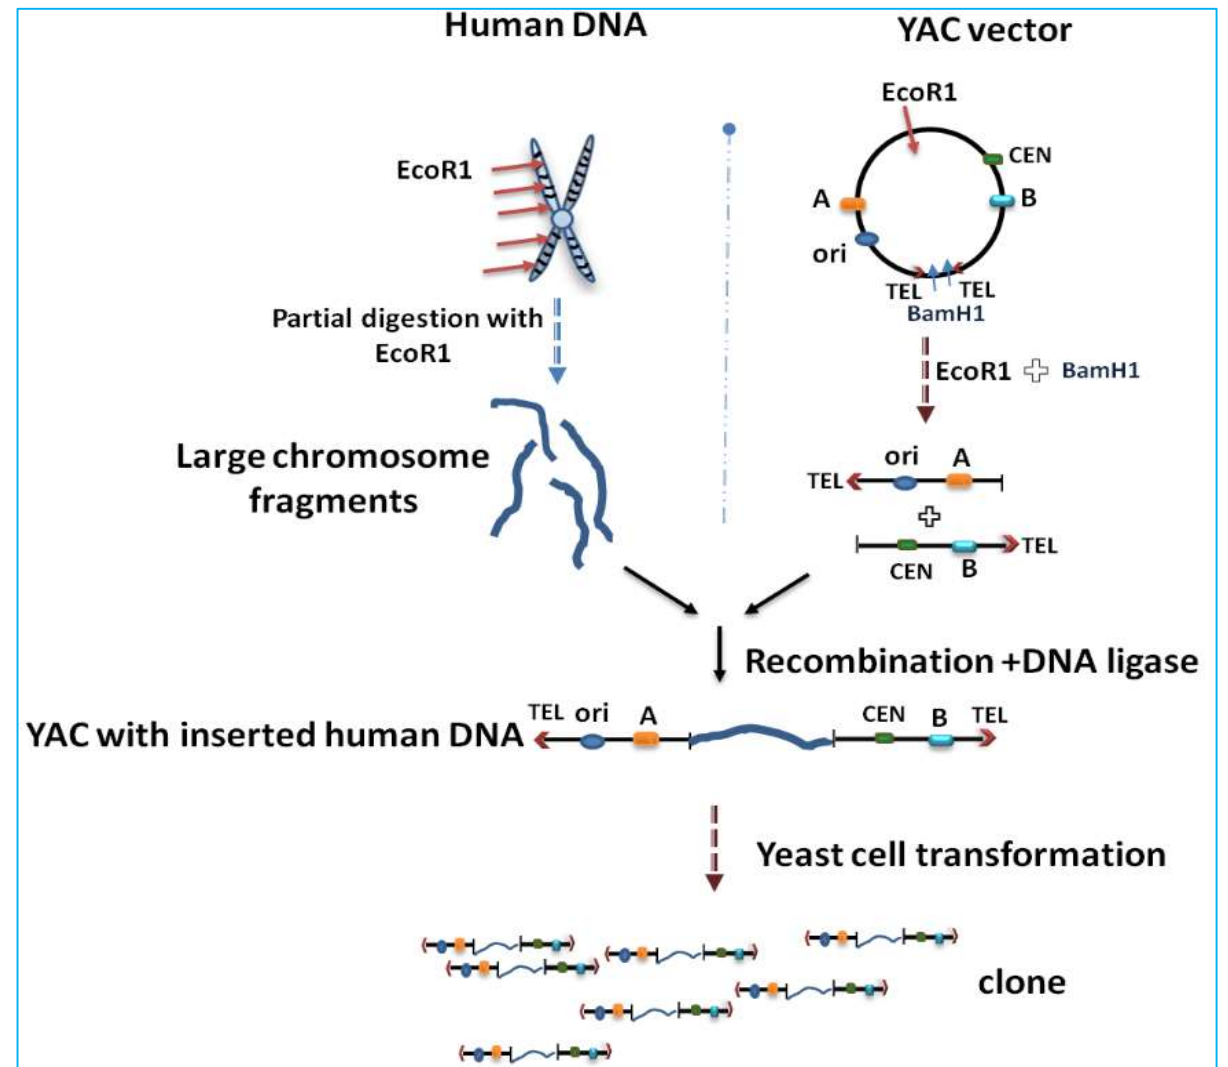 Human DNA
YAC vector
EcoR1
EcoR1
CEN
A
B
ori
TEL
TEL
BamH1
Partial digestion with
EcoR1
EcoR1
BamH1
Large chromosome
fragments
ori
A
TEL
TEL
CEN
B
Recombination +DNA ligase
YAC with inserted human DNA
TEL
ori
A
CEN
B
TEL
Yeast cell transformation
clone